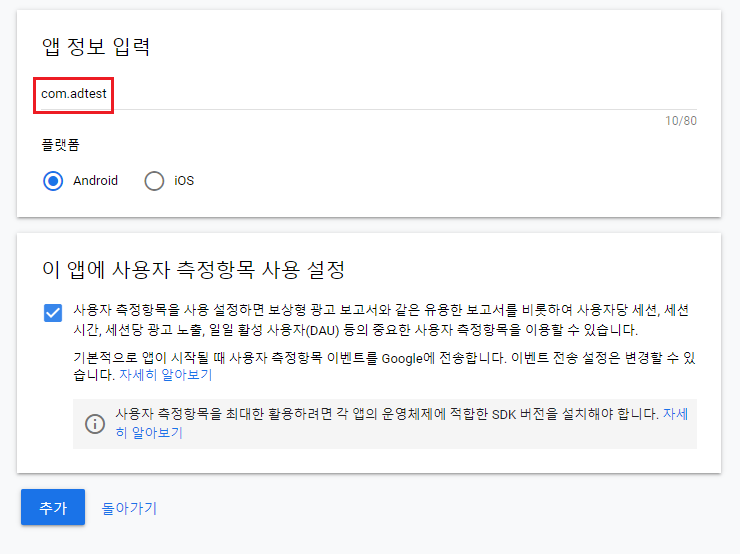 앱 정보 입력
com.adtest
10/80
플랫폼
Android iOS
이 앱에 사용자 측정항목 사용 설정
사용자 측정항목을 사용 설정하면 보상형 광고 보고서와 같은 유용한 보고서를 비롯하여 사용자당 세션, 세션
시간, 세션당 광고 노출, 일일 활성 사용자(DAU) 등의 중요한 사용자 측정항목을 이용할 수 있습니다.
기본적으로 앱이 시작될 때 사용자 측정항목 이벤트를 Google에 전송합니다. 이벤트 전송 설정은 변경할 수 있
습니다. 자세히 알아보기
사용자 측정항목을 최대한 활용하려면 각 앱의 운영체제에 적합한 SDK 버전을 설치해야 합니다. 자세
히 알아보기
추가 돌아가기